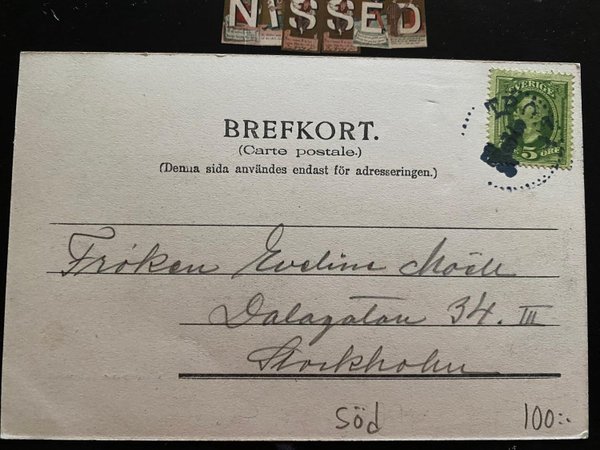 NISSED
BREFKORT.
(Carte postale.)
(Denna sida användes endast för adresseringen.)
SVERIGE
5 ÖRE
Fröken Eveline
Dalagatan 34. III
Stockholm
Söd 100:-